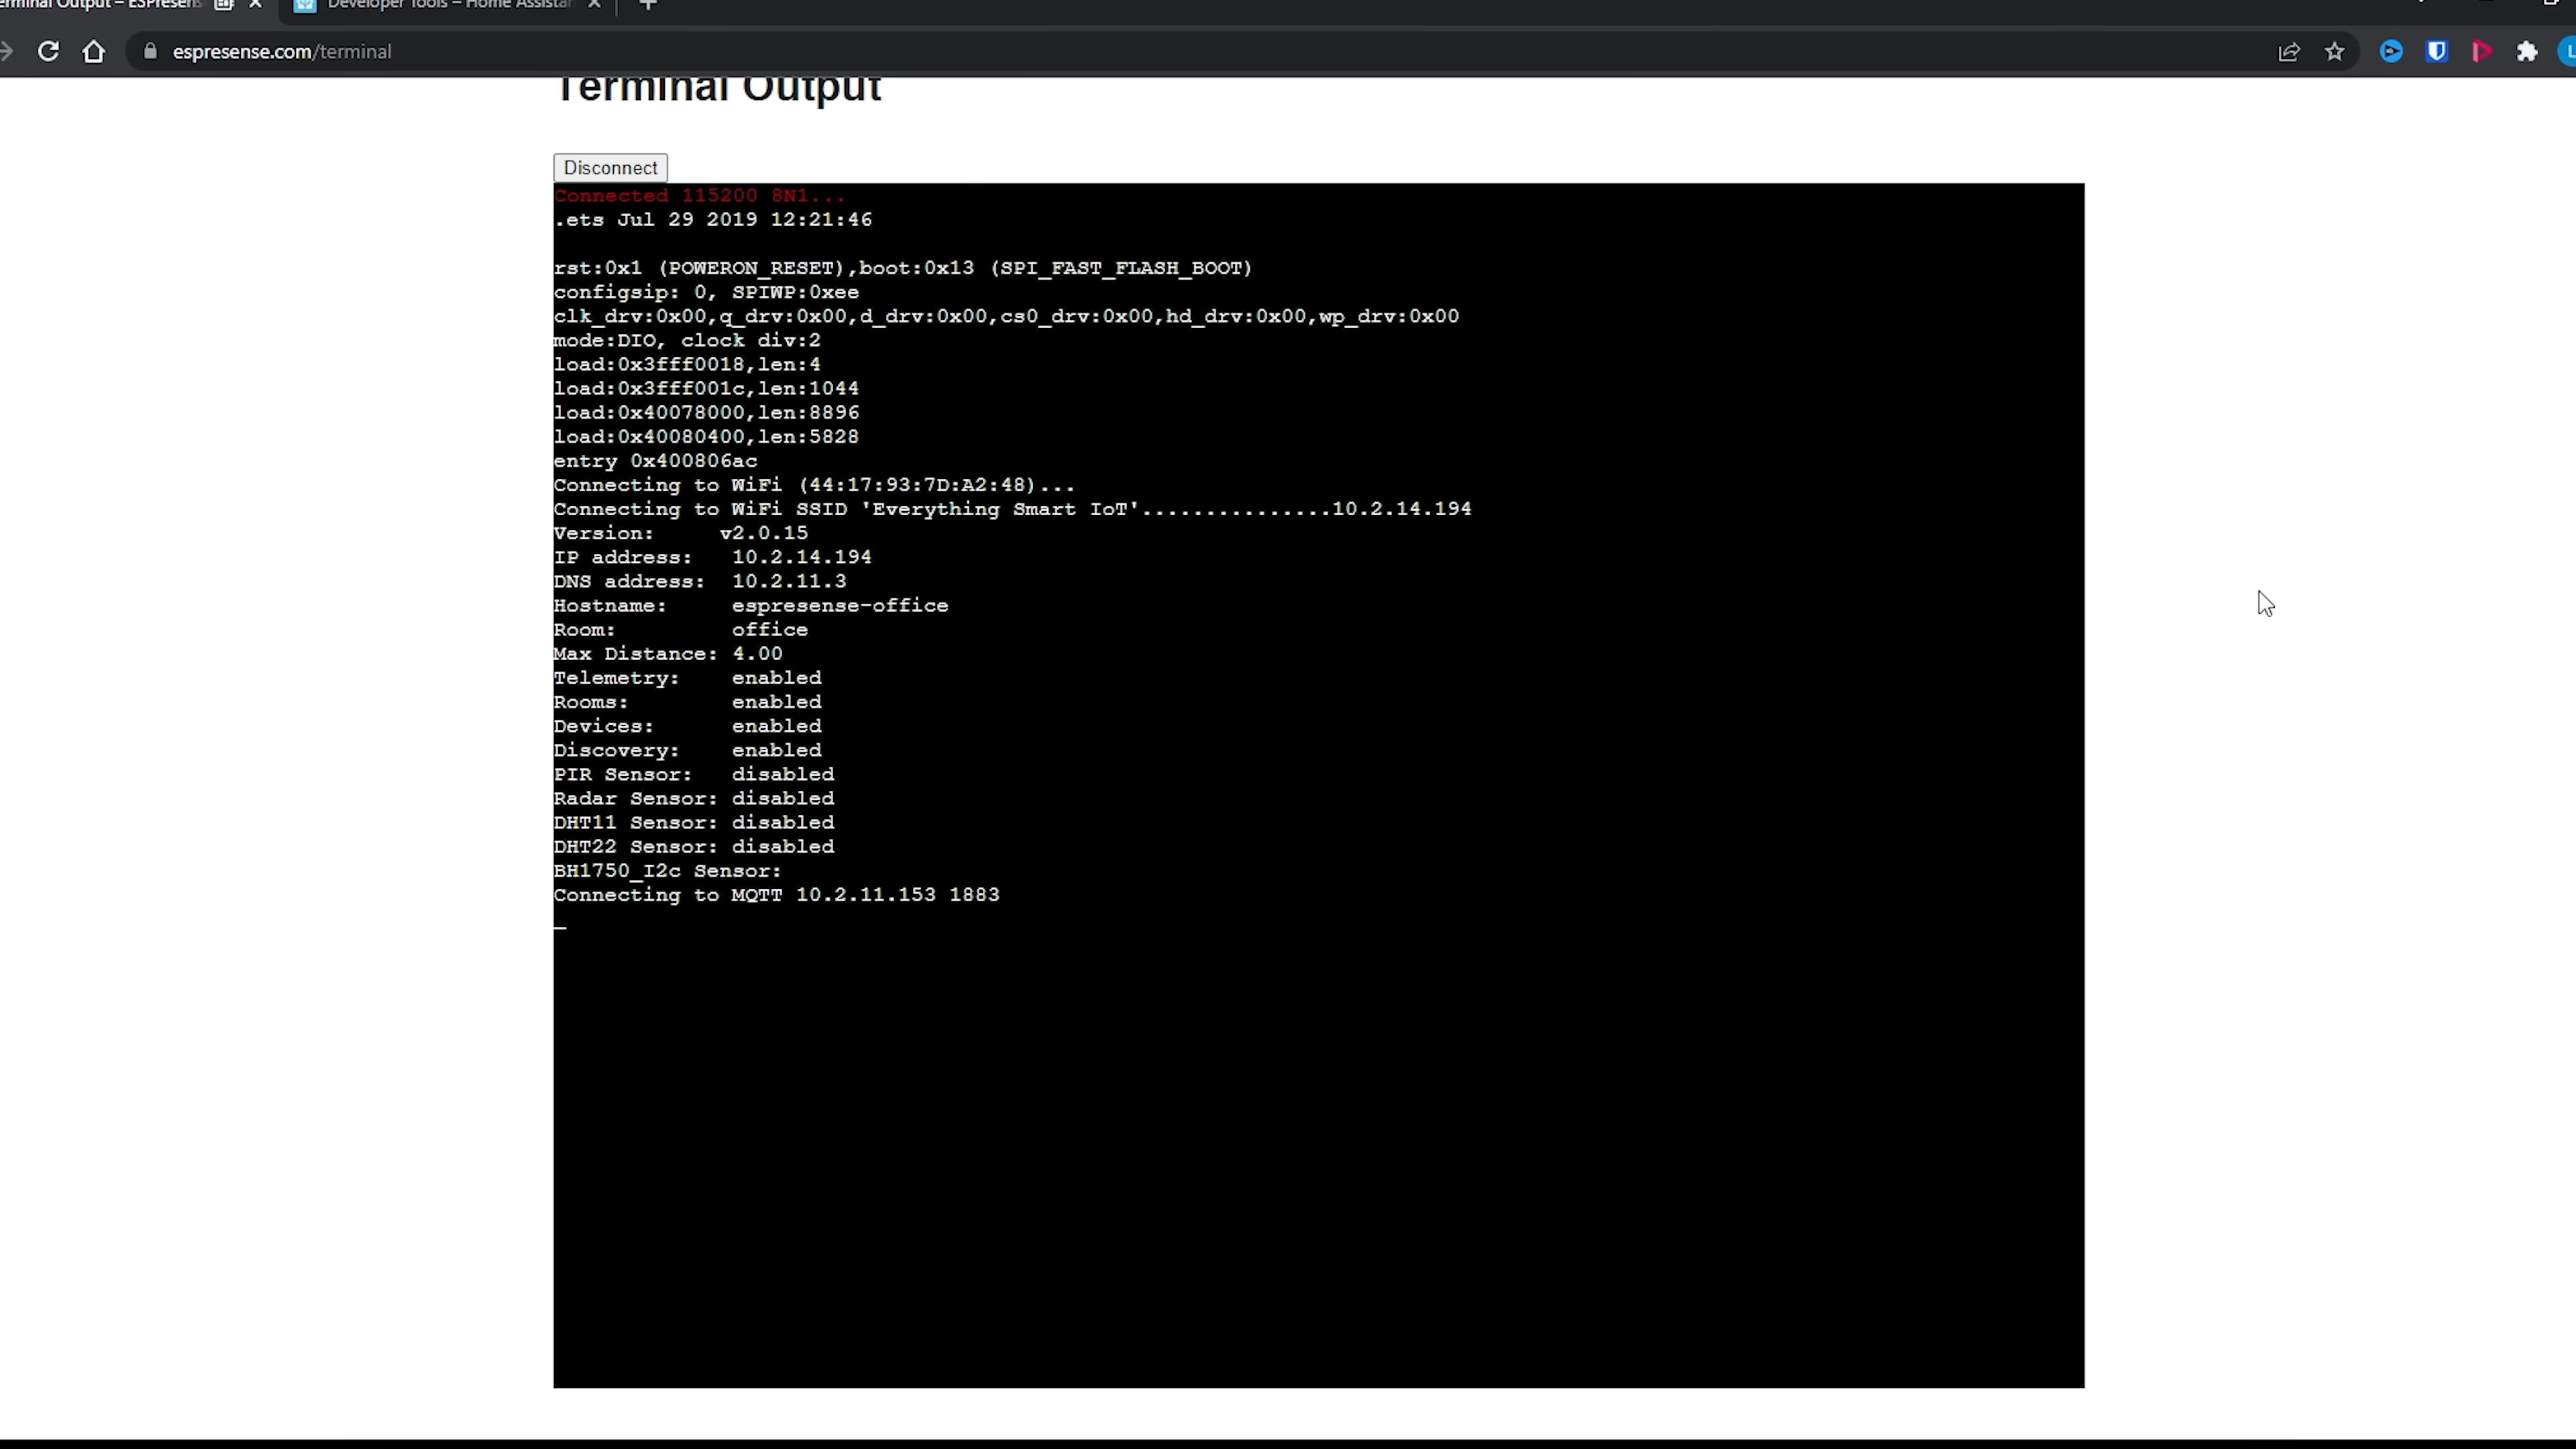 Terminal Output – ESPresens
Developer Tools – Home Assistan
espresense.com/terminal
Terminal Output
Disconnect
Connected 115200 8N1...
.ets Jul 29 2019 12:21:46
rst:0x1 (POWERON_RESET),boot:0x13 (SPI_FAST_FLASH_BOOT)
configsip: 0, SPIWP:0xee
clk_drv:0x00,q_drv:0x00,d_drv:0x00,cs0_drv:0x00,hd_drv:0x00,wp_drv:0x00
mode:DIO, clock div:2
load:0x3fff0018,len:4
load:0x3fff001c,len:1044
load:0x40078000,len:8896
load:0x40080400,len:5828
entry 0x400806ac
Connecting to WiFi (44:17:93:7D:A2:48)...
Connecting to WiFi SSID 'Everything Smart IoT'...............10.2.14.194
Version: v2.0.15
IP address: 10.2.14.194
DNS address: 10.2.11.3
Hostname: espresense-office
Room: office
Max Distance: 4.00
Telemetry: enabled
Rooms: enabled
Devices: enabled
Discovery: enabled
PIR Sensor: disabled
Radar Sensor: disabled
DHT11 Sensor: disabled
DHT22 Sensor: disabled
BH1750_I2c Sensor:
Connecting to MQTT 10.2.11.153 1883